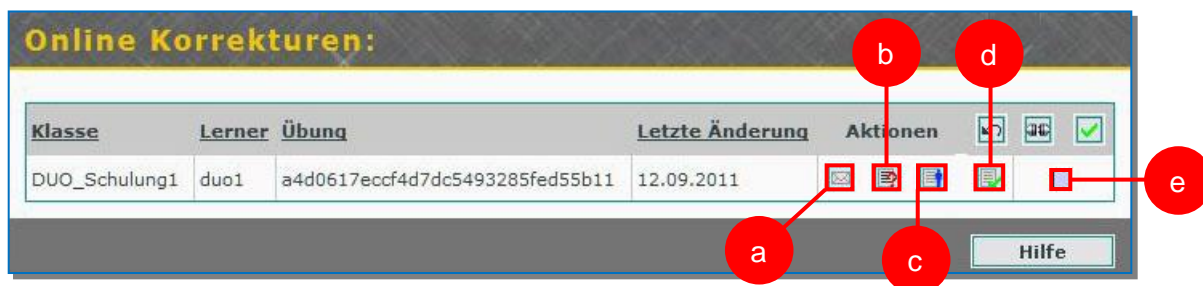 Online Korrekturen:
b
d
Klasse Lerner Übung Letzte Änderung Aktionen
DUO_Schulung1 duo1 a4d0617eccf4d7dc5493285fed55b11 12.09.2011
e
a
c
Hilfe